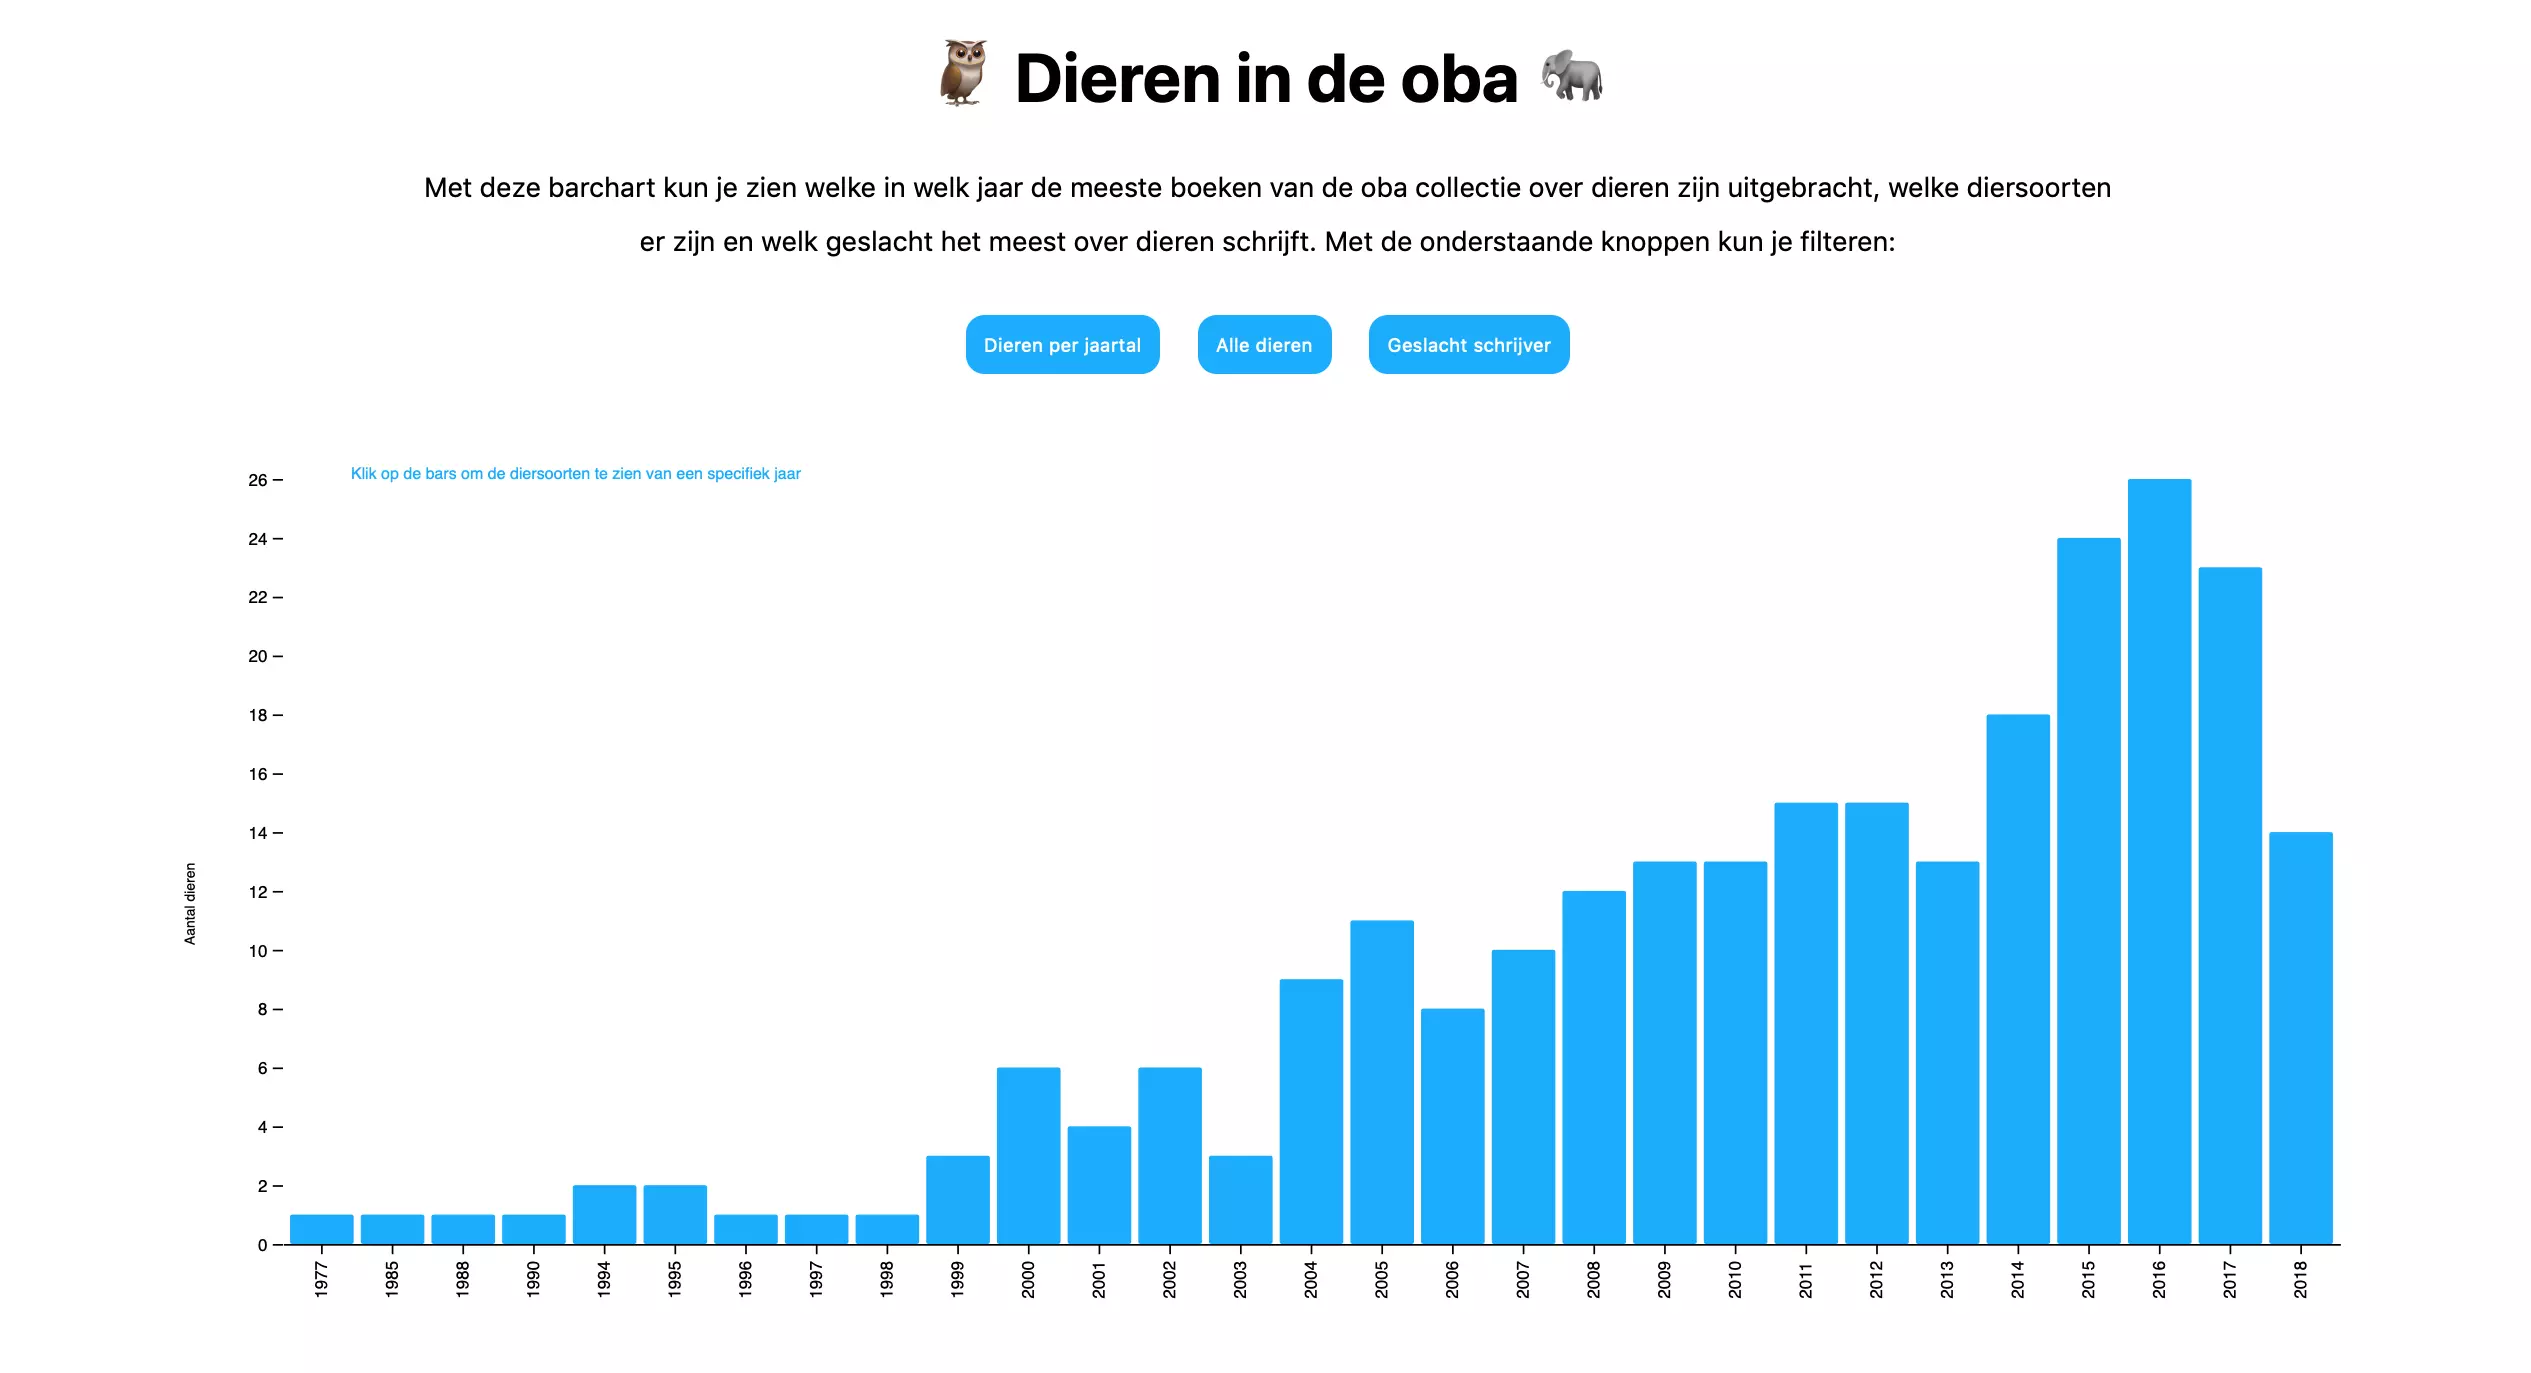 Dieren in de oba
Met deze barchart kun je zien welke in welk jaar de meeste boeken van de oba collectie over dieren zijn uitgebracht, welke diersoorten
er zijn en welk geslacht het meest over dieren schrijft. Met de onderstaande knoppen kun je filteren:
Dieren per jaartal Alle dieren Geslacht schrijver
Klik op de bars om de diersoorten te zien van een specifiek jaar
26
24
22
20
18
16
14
12
10
8
6
4
2
0
Aantal dieren
1977 1985 1988 1990 1994 1995 1996 1997 1998 1999 2000 2001 2002 2003 2004 2005 2006 2007 2008 2009 2010 2011 2012 2013 2014 2015 2016 2017 2018